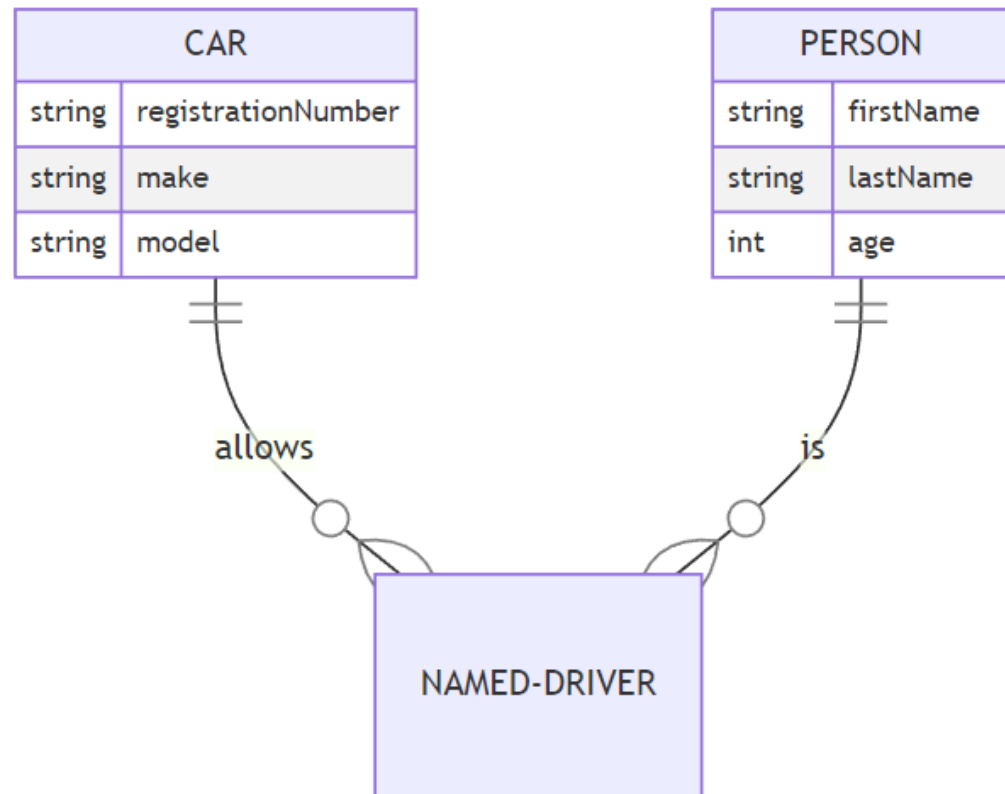 CAR
string registrationNumber
string make
string model
PERSON
string firstName
string lastName
int age
allows
is
NAMED-DRIVER